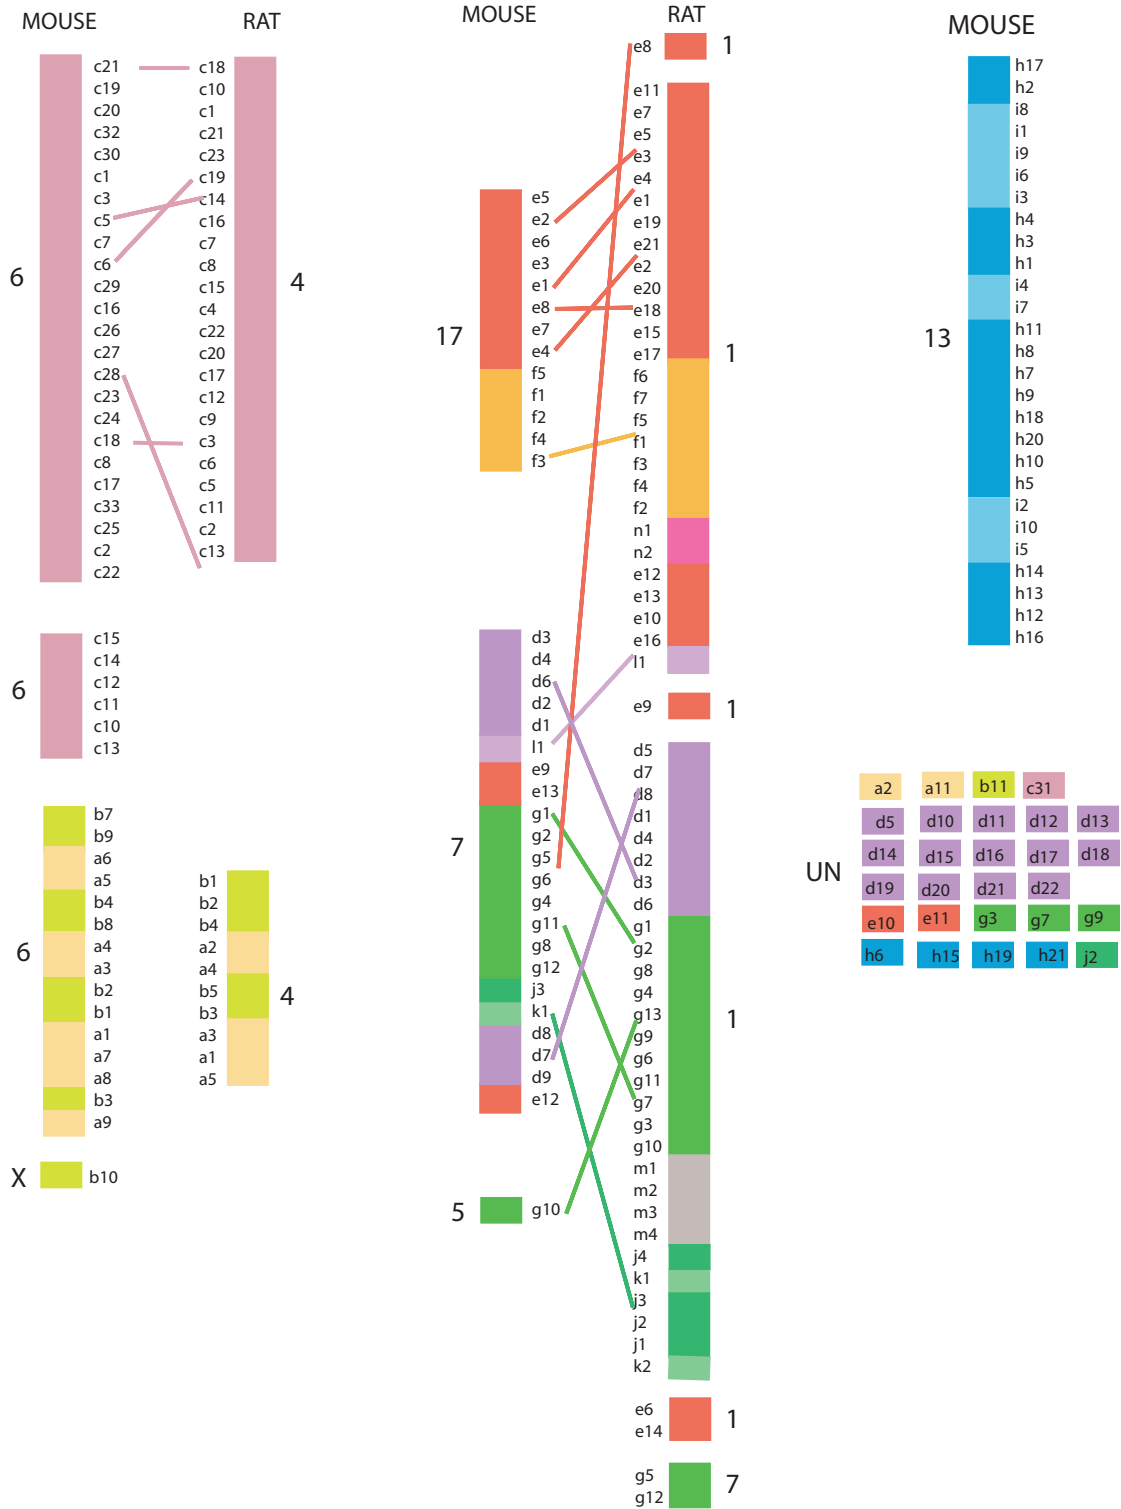 MOUSE
RAT
c21
c19
c20
c32
c30
c1
c3
c5
c7
c6
c29
c16
c26
c27
c28
c23
c24
c18
c8
c17
c33
c25
c2
c22
6
c18
c10
c1
c21
c23
c19
c14
c16
c7
c8
c15
c4
c22
c20
c17
c12
c9
c3
c6
c5
c11
c2
c13
4
c15
c14
c12
c11
c10
c13
6
b7
b9
a6
a5
b4
b8
a4
a3
b2
b1
a1
a7
a8
b3
a9
6
b1
b2
b4
a2
a4
b5
b3
a3
a1
a5
4
X
b10
MOUSE
RAT
e5
e2
e6
e3
e1
e8
e7
e4
f5
f1
f2
f4
f3
17
d3
d4
d6
d2
d1
l1
e9
e13
g1
g2
g5
g6
g4
g11
g8
g12
j3
k1
d8
d7
d9
e12
7
5
g10
e8
1
e11
e7
e5
e3
e4
e1
e19
e21
e2
e20
e18
e15
e17
f6
f7
f5
f1
f3
f4
f2
n1
n2
e12
e13
e10
e16
l1
1
e9
1
d5
d7
d8
d1
d4
d2
d3
d6
g1
g2
g8
g4
g13
g9
g6
g11
g7
g3
g10
m1
m2
m3
m4
j4
k1
j3
j2
j1
k2
1
e6
e14
1
g5
g12
7
MOUSE
h17
h2
i8
i1
i9
i6
i3
h4
h3
h1
i4
i7
h11
h8
h7
h9
h18
h20
h10
h5
i2
i10
i5
h14
h13
h12
h16
13
UN
a2 a11 b11 c31
d5 d10 d11 d12 d13
d14 d15 d16 d17 d18
d19 d20 d21 d22
e10 e11 g3 g7 g9
h6 h15 h19 h21 j2